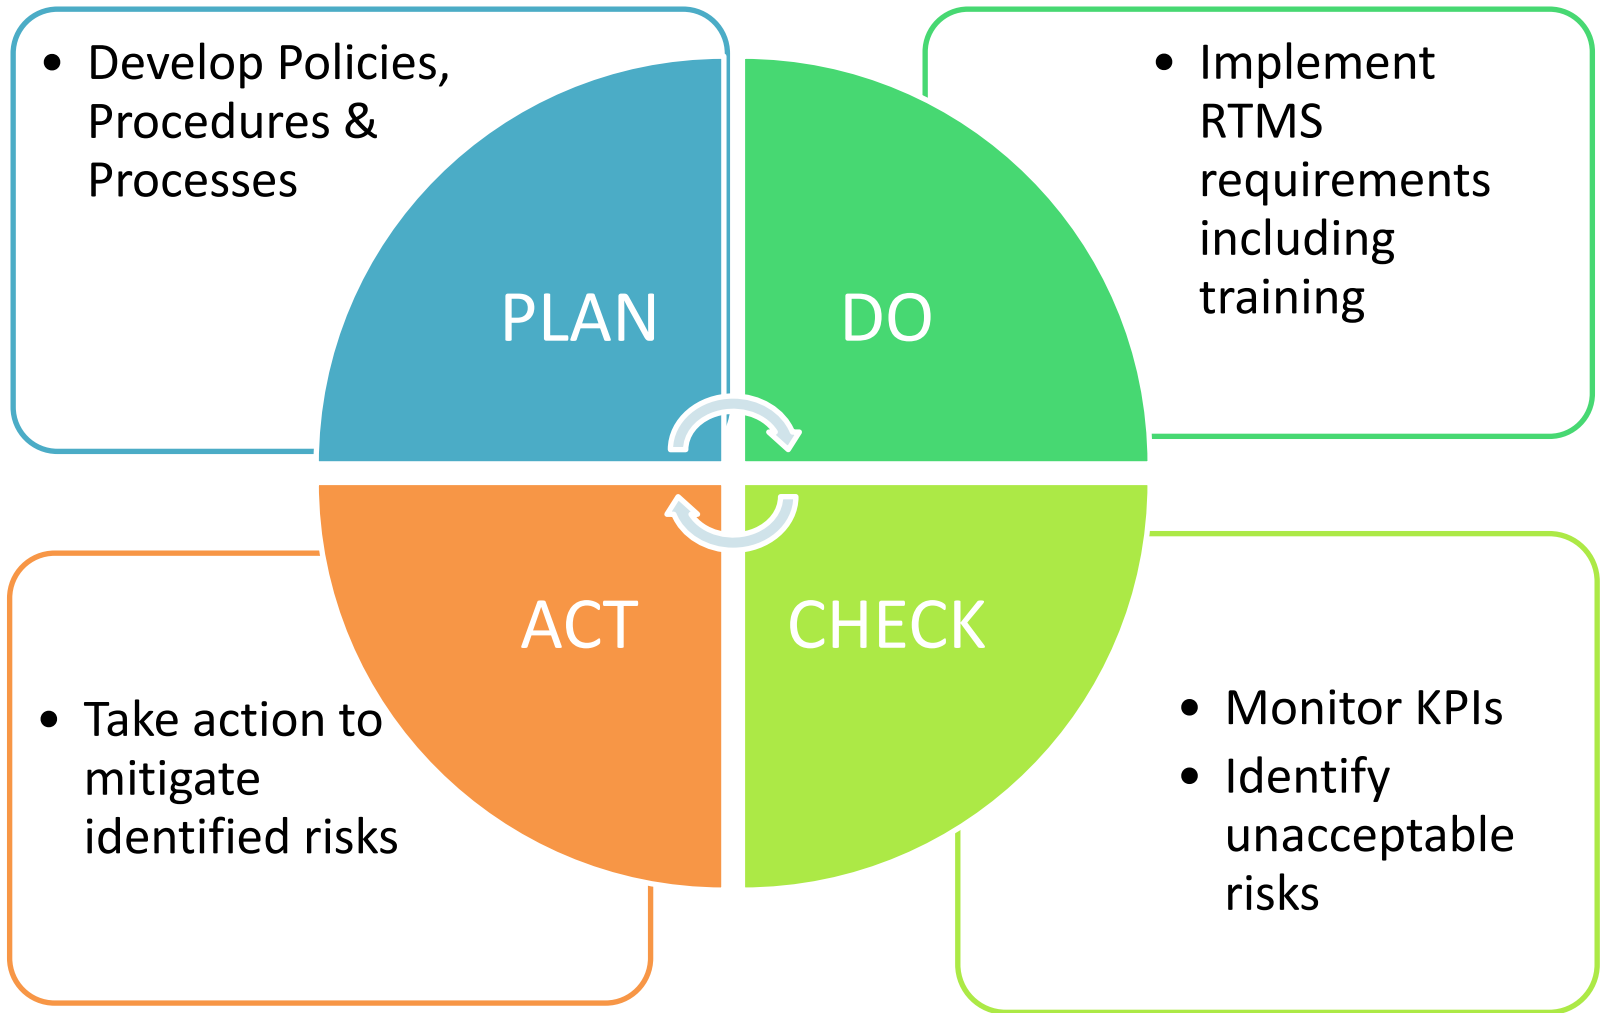 • Develop Policies,
Procedures &
Processes
PLAN
DO
• Implement
RTMS
requirements
including
training
ACT
CHECK
• Take action to
mitigate
identified risks
• Monitor KPIs
• Identify
unacceptable
risks